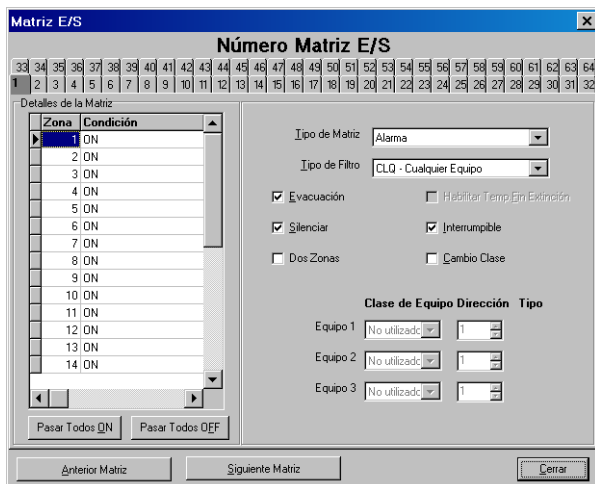 Matriz E/S
Número Matriz E/S
33 34 35 36 37 38 39 40 41 42 43 44 45 46 47 48 49 50 51 52 53 54 55 56 57 58 59 60 61 62 63 64
1 2 3 4 5 6 7 8 9 10 11 12 13 14 15 16 17 18 19 20 21 22 23 24 25 26 27 28 29 30 31 32
Detalles de la Matriz
Zona Condición
1 ON
2 ON
3 ON
4 ON
5 ON
6 ON
7 ON
8 ON
9 ON
10 ON
11 ON
12 ON
13 ON
14 ON
Pasar Todos ON Pasar Todos OFF
Tipo de Matriz Alarma
Tipo de Filtro CLQ - Cualquier Equipo
Evacuación Habilitar Temp Fin Extinción
Silenciar Interrumpible
Dos Zonas Cambio Clase
Clase de Equipo Dirección Tipo
Equipo 1 No utilizado 1
Equipo 2 No utilizado 1
Equipo 3 No utilizado 1
Anterior Matriz Siguiente Matriz Cerrar